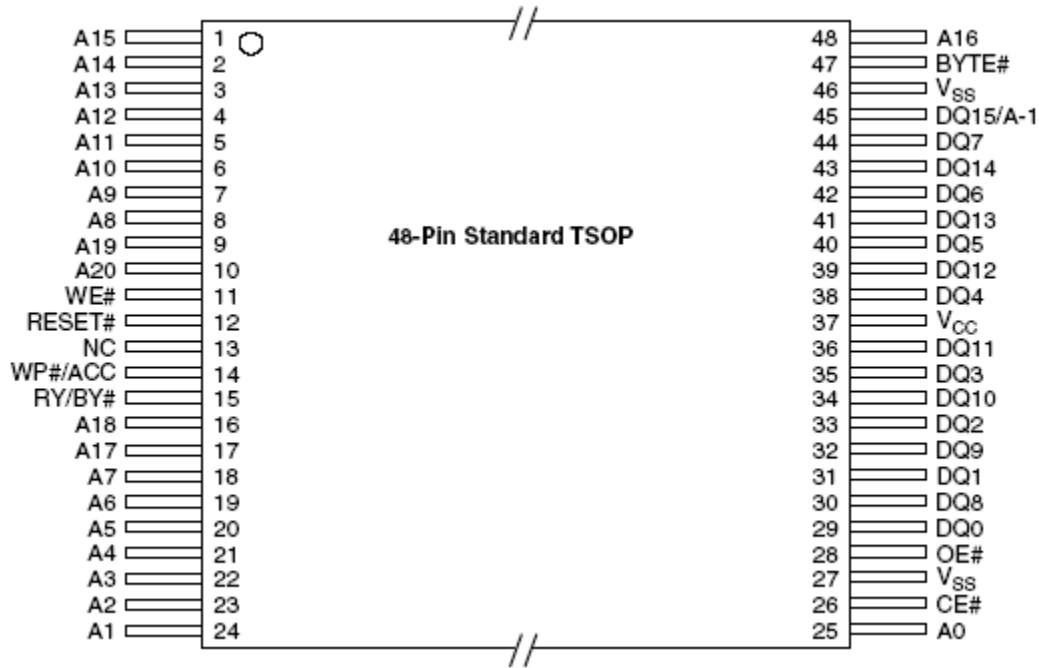 A15 1 48 A16
A14 2 47 BYTE#
A13 3 46 VSS
A12 4 45 DQ15/A-1
A11 5 44 DQ7
A10 6 43 DQ14
A9 7 42 DQ6
A8 8 41 DQ13
A19 9 48-Pin Standard TSOP 40 DQ5
A20 10 39 DQ12
WE# 11 38 DQ4
RESET# 12 37 VCC
NC 13 36 DQ11
WP#/ACC 14 35 DQ3
RY/BY# 15 34 DQ10
A18 16 33 DQ2
A17 17 32 DQ9
A7 18 31 DQ1
A6 19 30 DQ8
A5 20 29 DQ0
A4 21 28 OE#
A3 22 27 VSS
A2 23 26 CE#
A1 24 25 A0